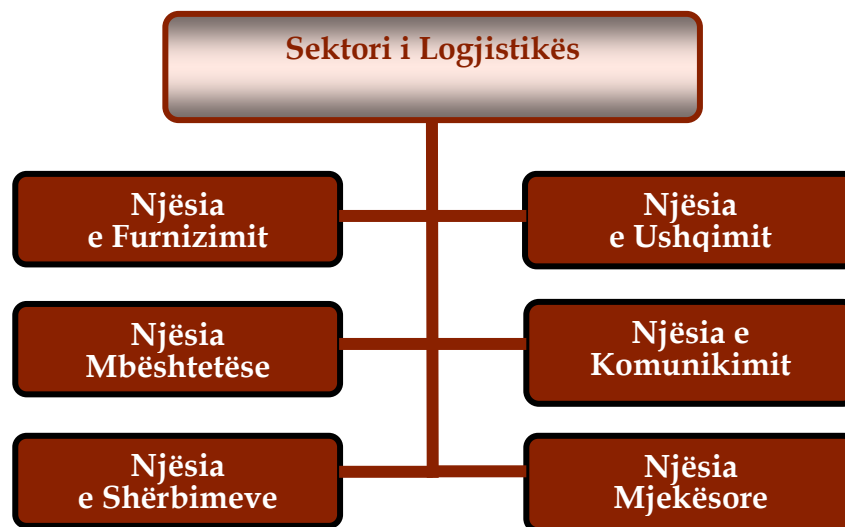 Sektori i Logjistikës
Njësia
e Furnizimit
Njësia
e Ushqimit
Njësia
Mbështetëse
Njësia e
Komunikimit
Njësia
e Shërbimeve
Njësia
Mjekësore